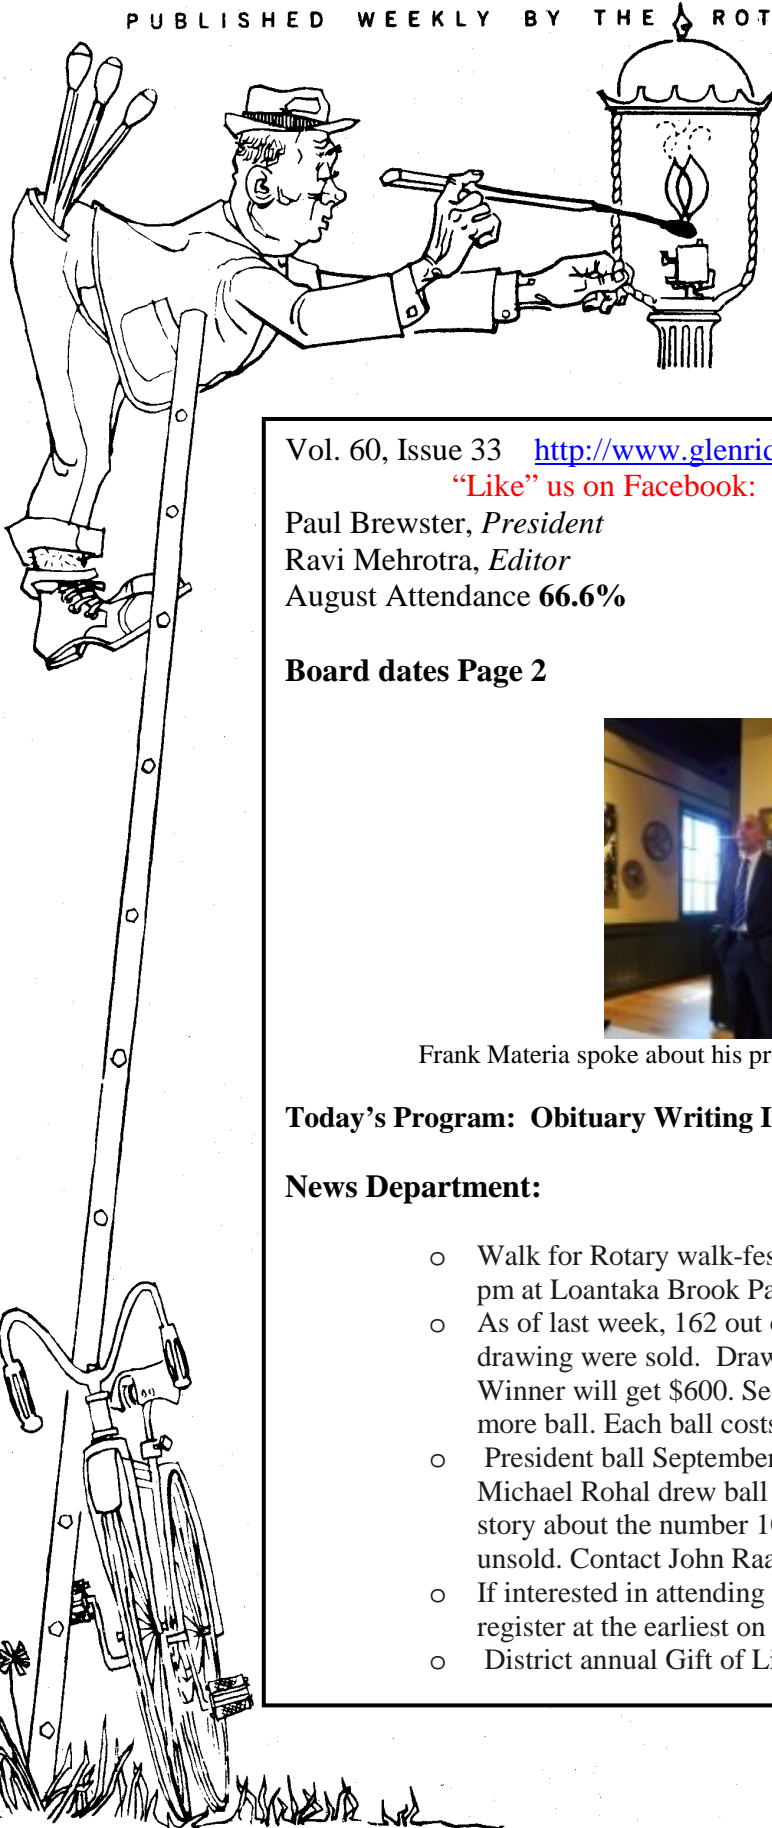 PUBLISHED WEEKLY BY THE ROT
Vol. 60, Issue 33 http://www.glenrid
“Like” us on Facebook:
Paul Brewster, President
Ravi Mehrotra, Editor
August Attendance 66.6%
Board dates Page 2
Frank Materia spoke about his pr
Today’s Program: Obituary Writing I
News Department:
o Walk for Rotary walk-fes
pm at Loantaka Brook Pa
o As of last week, 162 out o
drawing were sold. Draw
Winner will get $600. Se
more ball. Each ball costs
o President ball September
Michael Rohal drew ball
story about the number 10
unsold. Contact John Raa
o If interested in attending
register at the earliest on
o District annual Gift of Li